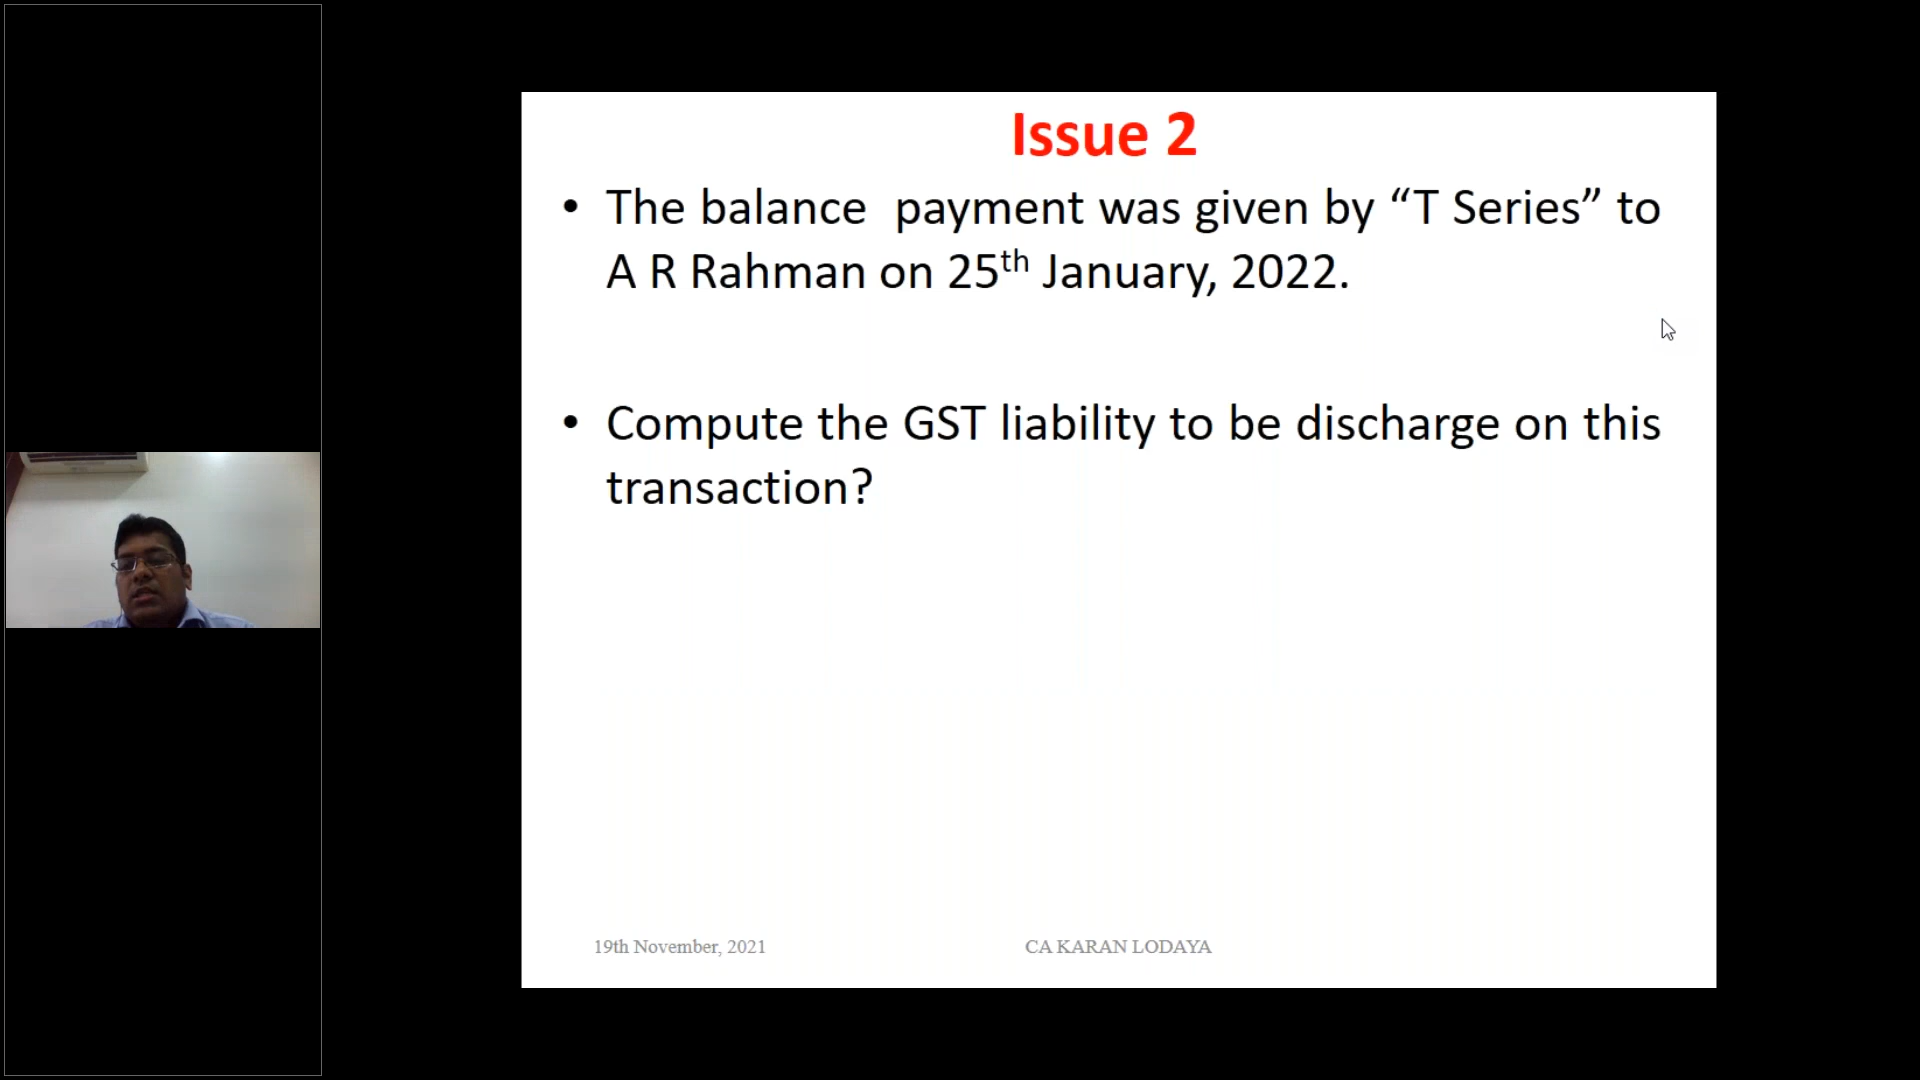 Issue 2
• The balance  payment was given by “T Series” to
A R Rahman on 25th January, 2022.
• Compute the GST liability to be discharge on this
transaction?
19th November, 2021
CA KARAN LODAYA